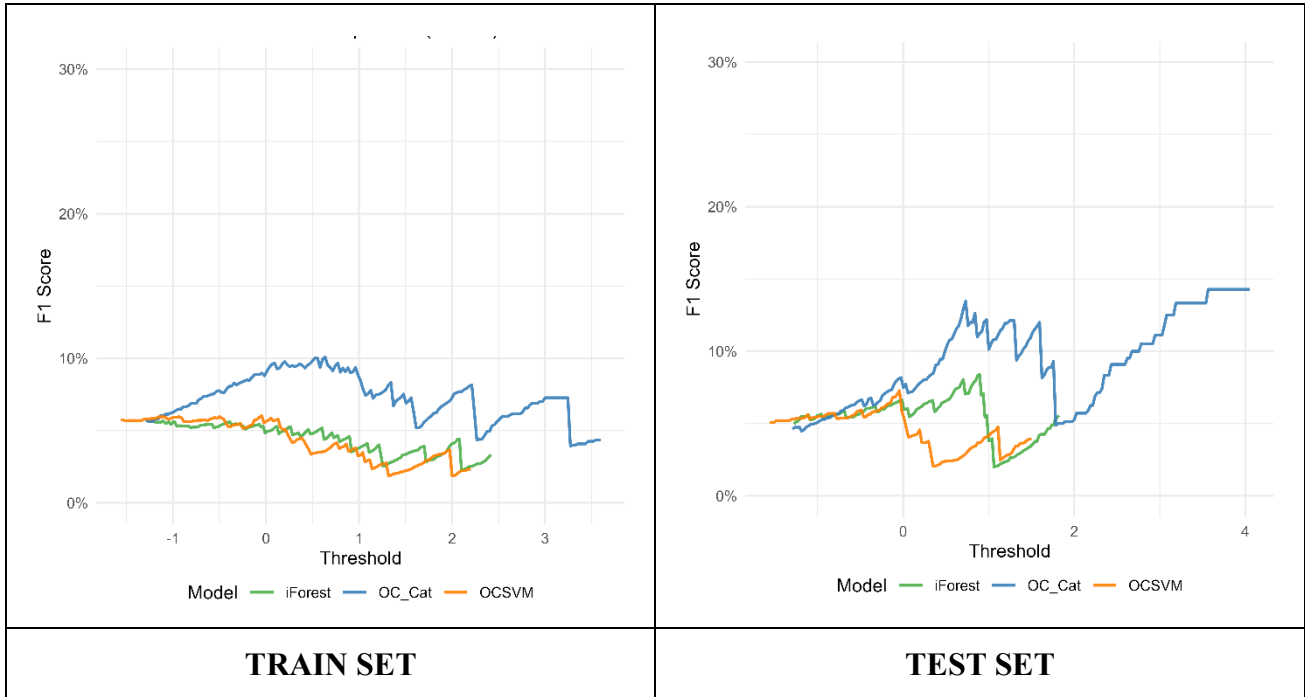 30%
20%
10%
0%
F1 Score
-1 0 1 2 3
Threshold
Model iForest OC_Cat OCSVM
TRAIN SET
30%
20%
10%
0%
F1 Score
0 2 4
Threshold
Model iForest OC_Cat OCSVM
TEST SET